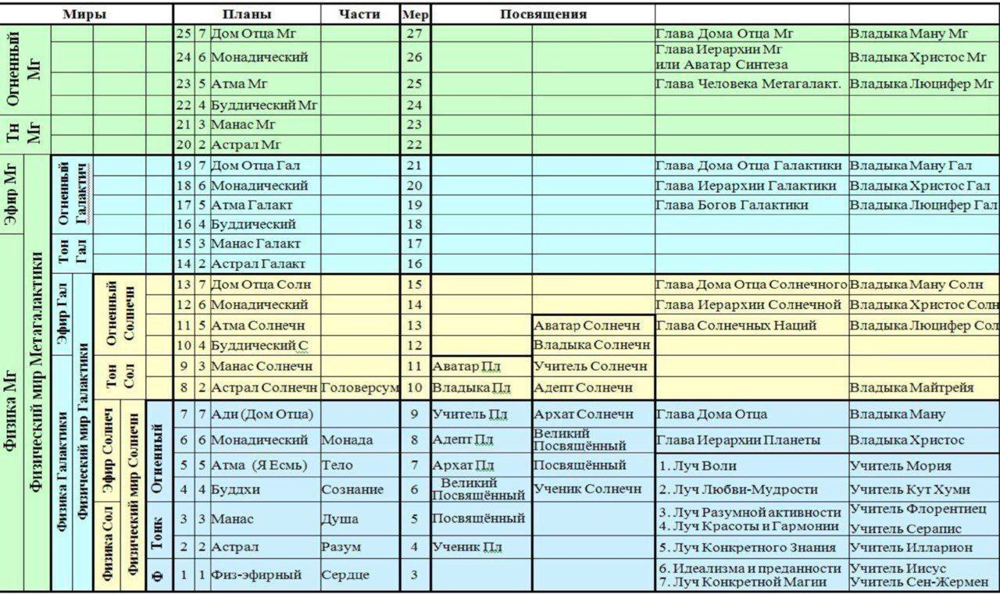 Миры Планы Части Мер Посвящения
25 7 Дом Отца Мг 27 Глава Дома Отца Мг Владыка Ману Мг
24 6 Монадический 26 Глава Иерархии Мг Владыка Христос Мг
или Аватар Синтеза
23 5 Атма Мг 25 Глава Человека Метагалакт. Владыка Люцифер Мг
22 4 Буддический Мг 24
21 3 Манас Мг 23
20 2 Астрал Мг 22
19 7 Дом Отца Гал 21 Глава Дома Отца Галактики Владыка Ману Гал
18 6 Монадический 20 Глава Иерархии Галактики Владыка Христос Гал
17 5 Атма Галакт 19 Глава Богов Галактики Владыка Люцифер Гал
16 4 Буддический 18
15 3 Манас Галакт 17
14 2 Астрал Галакт 16
13 7 Дом Отца Солн 15 Глава Дома Отца Солнечного Владыка Ману Солн
12 6 Монадический 14 Глава Иерархии Солнечной Владыка Христос Солн
11 5 Атма Солнечн 13 Аватар Солнечн Глава Солнечных Наций Владыка Люцифер Сол
10 4 Буддический С 12 Владыка Солнечн
9 3 Манас Солнечн 11 Аватар Пл Учитель Солнечн
8 2 Астрал Солнечн Головерсум 10 Владыка Пл Адепт Солнечн Владыка Майтрейя
7 7 Ади (Дом Отца) 9 Учитель Пл Архат Солнечн Глава Дома Отца Владыка Ману
6 6 Монадический Монада 8 Адепт Пл Великий Посвящённый Глава Иерархии Планеты Владыка Христос
5 5 Атма (Я Есмь) Тело 7 Архат Пл Посвящённый 1. Луч Воли Учитель Мория
4 4 Буддхи Сознание 6 Великий Посвящённый Ученик Солнечн 2. Луч Любви-Мудрости Учитель Кут Хуми
3 3 Манас Душа 5 Посвящённый 3. Луч Разумной активности Учитель Флорентиец
4. Луч Красоты и Гармонии Учитель Серапис
2 2 Астрал Разум 4 Ученик Пл 5. Луч Конкретного Знания Учитель Илларион
1 1 Физ-эфирный Сердце 3 6. Идеализма и преданности Учитель Иисус
7. Луч Конкретной Магии Учитель Сен-Жермен
Огненный
Мг
Тн
Мг
Эфир Мг
Физика Мг
Физический мир Метагалактики
Огненный
Галактич
Тон
Гал
Эфир Гал
Физика Галактики
Физический мир Галактики
Огненный
Солнечн
Тон
Сол
Эфир Солнеч
Физика Сол
Физический мир Солнечн
Огненный
Тонк
Ф